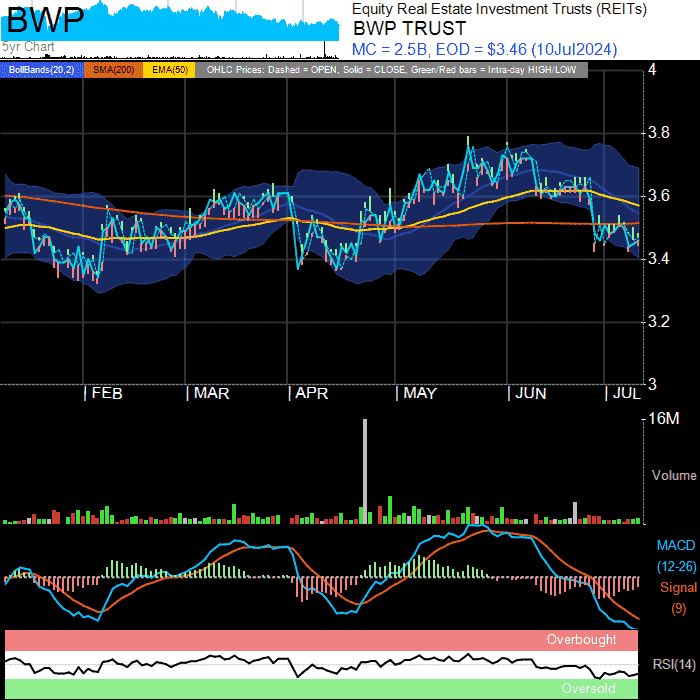 BWP
5yr Chart
Equity Real Estate Investment Trusts (REITs)
BWP TRUST
MC = 2.5B, EOD = $3.46 (10Jul2024)
BollBands(20,2) SMA(200) EMA(50) OHLC Prices: Dashed = OPEN, Solid = CLOSE, Green/Red bars = Intra-day HIGH/LOW
4
3.8
3.6
3.4
3.2
3
| FEB | MAR | APR | MAY | JUN | JUL
16M
Volume
MACD
(12-26)
Signal
(9)
Overbought
RSI(14)
Oversold